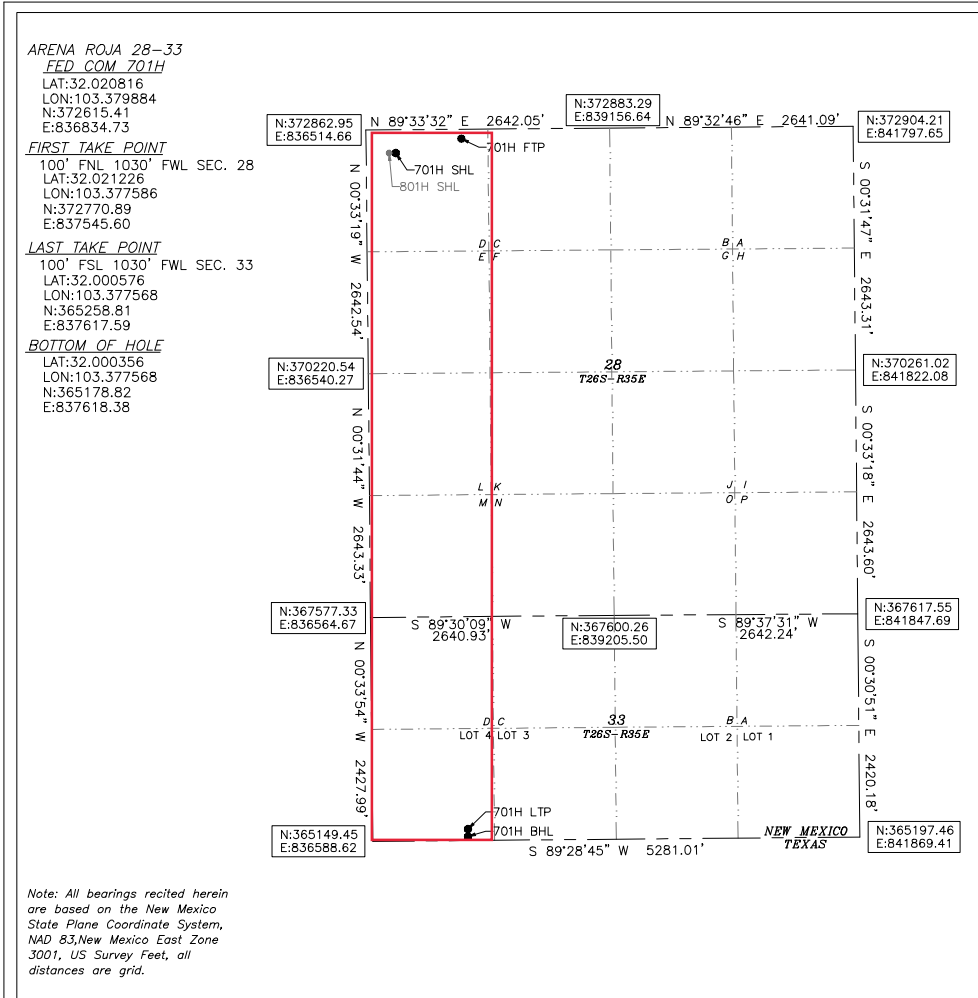 ARENA ROJA 28-33
FED COM 701H
LAT:32.020816
LON:103.379884
N:372615.41
E:836834.73
FIRST TAKE POINT
100' FNL 1030' FWL SEC. 28
LAT:32.021226
LON:103.377586
N:372770.89
E:837545.60
LAST TAKE POINT
100' FSL 1030' FWL SEC. 33
LAT:32.000576
LON:103.377568
N:365258.81
E:837617.59
BOTTOM OF HOLE
LAT:32.000356
LON:103.377568
N:365178.82
E:837618.38
N:372862.95
E:836514.66
N 89°33'32" E 2642.05'
N:372883.29
E:839156.64
N 89°32'46" E 2641.09'
N:372904.21
E:841797.65
701H FTP
701H SHL
801H SHL
N 00°33'19" W 2642.54'
S 00°31'47" E 2643.31'
D C
E F
B A
G H
N:370220.54
E:836540.27
28
T26S-R35E
N:370261.02
E:841822.08
N 00°31'44" W 2643.33'
S 00°33'18" E 2643.60'
L K
M N
J I
O P
N:367577.33
E:836564.67
S 89°30'09" W
2640.93'
N:367600.26
E:839205.50
S 89°37'31" W
2642.24'
N:367617.55
E:841847.69
N 00°33'54" W 2427.99'
S 00°30'51" E 2420.18'
D C
LOT 4 LOT 3
33
T26S-R35E
B A
LOT 2 LOT 1
701H LTP
701H BHL
N:365149.45
E:836588.62
S 89°28'45" W 5281.01'
NEW MEXICO
TEXAS
N:365197.46
E:841869.41
Note: All bearings recited herein
are based on the New Mexico
State Plane Coordinate System,
NAD 83,New Mexico East Zone
3001, US Survey Feet, all
distances are grid.